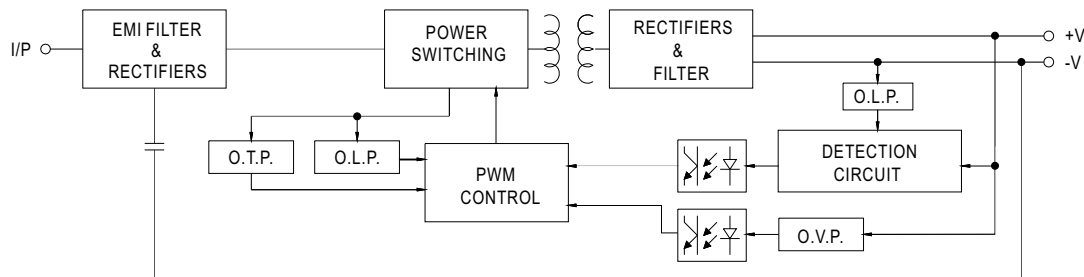 I/P
EMI FILTER
&
RECTIFIERS
POWER
SWITCHING
RECTIFIERS
&
FILTER
+V
-V
O.L.P.
O.T.P.
O.L.P.
PWM
CONTROL
DETECTION
CIRCUIT
O.V.P.